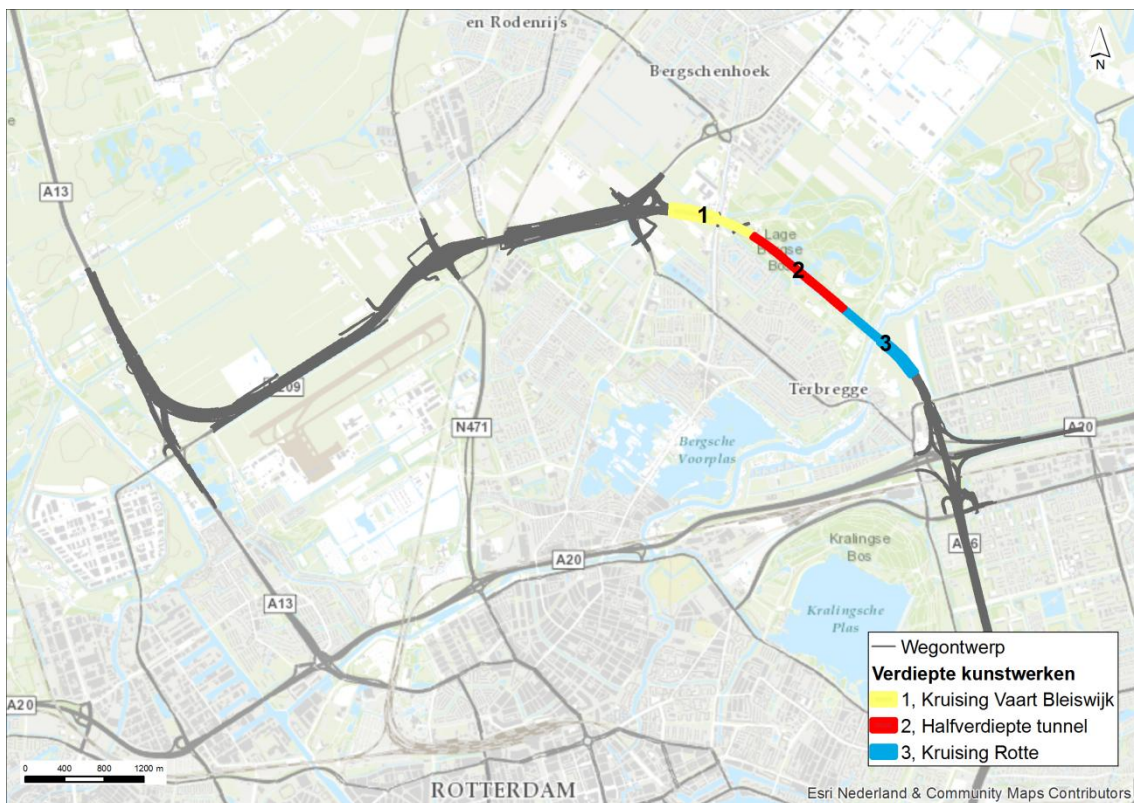 en Rodenrijs
Bergschenhoek
N
A13
1
Lage
Bergse
Bos
2
3
209
Terbregge
N471
A20
Bergsche
Voorplas
A20
Kralingse
Bos
A13
Kralingsche
Plas
A20
ROTTERDAM
0 400 800 1200 m
Wegontwerp
Verdiepte kunstwerken
1, Kruising Vaart Bleiswijk
2, Halfverdiepte tunnel
3, Kruising Rotte
Esri Nederland & Community Maps Contributors